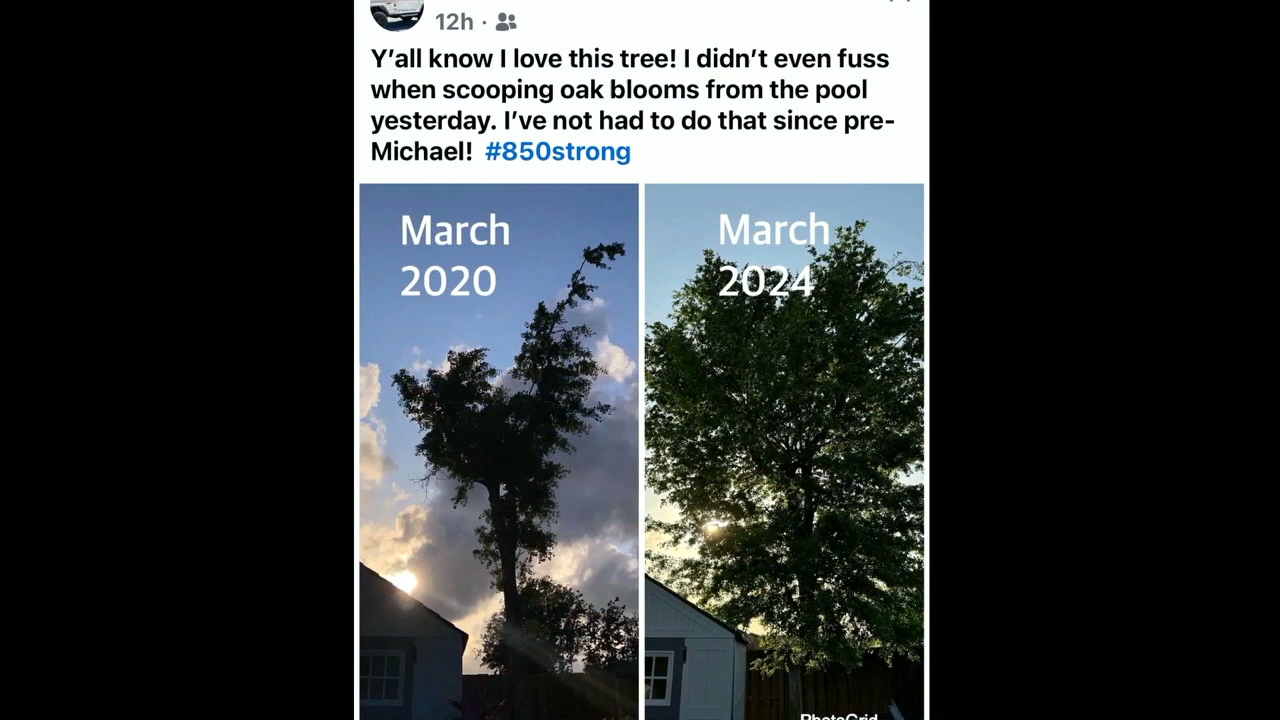 12h ·
Y'all know I love this tree! I didn't even fuss
when scooping oak blooms from the pool
yesterday. I've not had to do that since pre-
Michael! #850strong
March
2020
March
2024
PhotoGrid